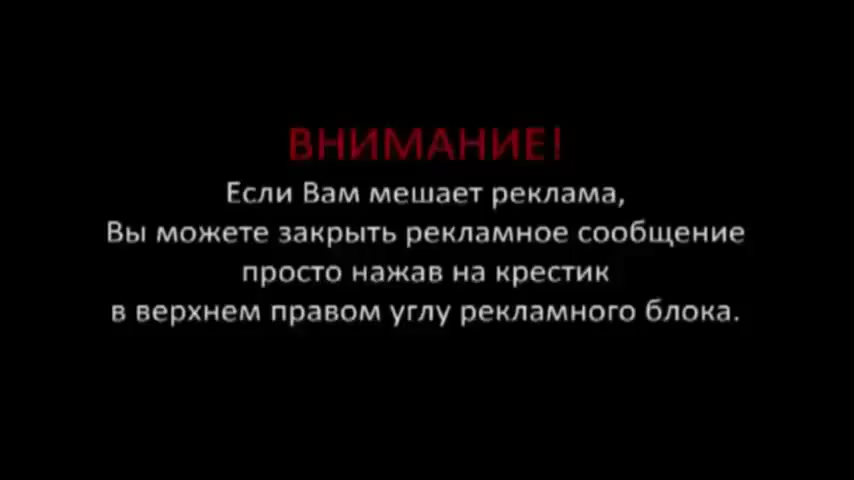 ВНИМАНИЕ!
Если Вам мешает реклама,
Вы можете закрыть рекламное сообщение
просто нажав на крестик
в верхнем правом углу рекламного блока.